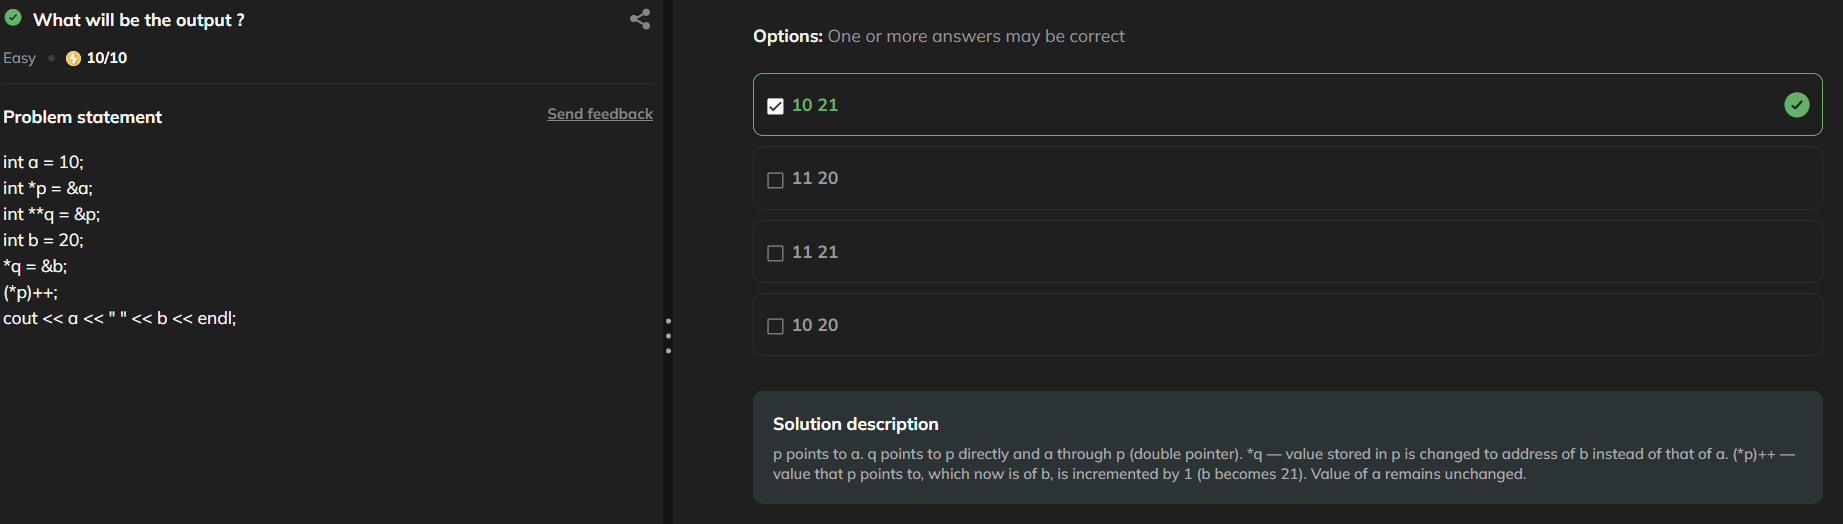 What will be the output ?
Easy
10/10
Problem statement
Send feedback
int a = 10;
int *p = &a;
int **q = &p;
int b = 20;
*q = &b;
(*p)++;
cout << a << " " << b << endl;
Options: One or more answers may be correct
10 21
11 20
11 21
10 20
Solution description
p points to a. q points to p directly and a through p (double pointer). *q — value stored in p is changed to address of b instead of that of a. (*p)++ —
value that p points to, which now is of b, is incremented by 1 (b becomes 21). Value of a remains unchanged.